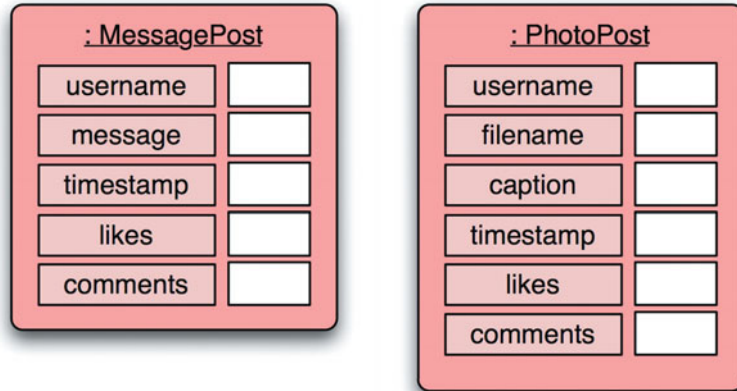 : MessagePost
username
message
timestamp
likes
comments
: PhotoPost
username
filename
caption
timestamp
likes
comments